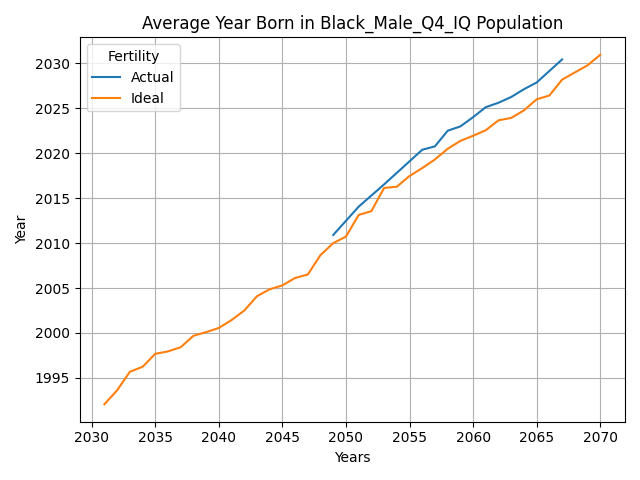 Average Year Born in Black_Male_Q4_IQ Population
Fertility
Actual
Ideal
2030
2025
2020
2015
2010
2005
2000
1995
Year
2030 2035 2040 2045 2050 2055 2060 2065 2070
Years